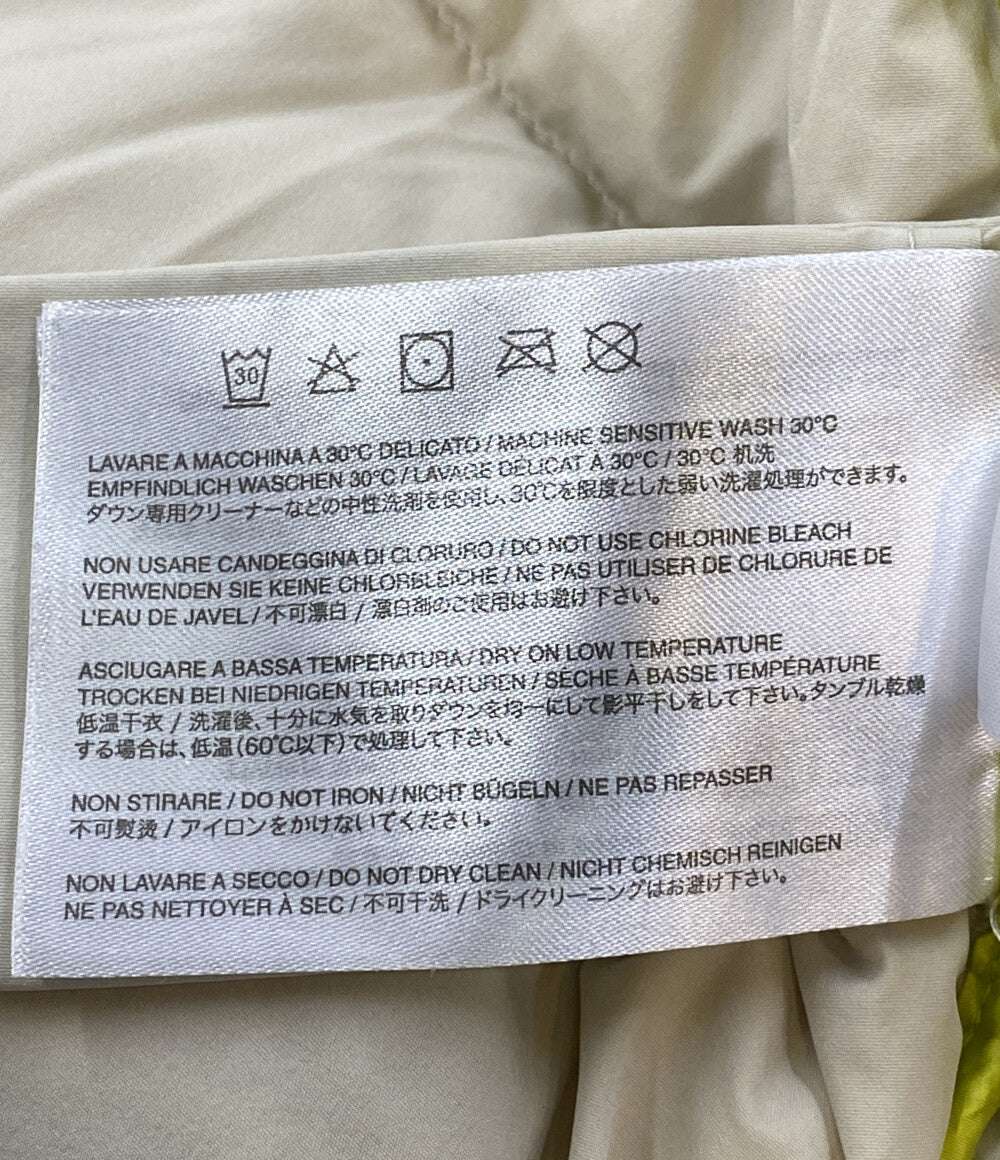 30
LAVARE A MACCHINA A 30°C DELICATO / MACHINE SENSITIVE WASH 30°C
EMPFINDLICH WASCHEN 30°C / LAVAGE DÉLICAT A 30°C / 30°C 机洗
ダウン専用クリーナーなどの中性洗剤を使用し、30℃を限度とした弱い洗濯処理ができます。
NON USARE CANDEGGINA DI CLORURO / DO NOT USE CHLORINE BLEACH
VERWENDEN SIE KEINE CHLORBLEICHE / NE PAS UTILISER DE CHLORURE DE
L'EAU DE JAVEL / 不可漂白 / 漂白剤のご使用はお避け下さい。
ASCIUGARE A BASSA TEMPERATURA / DRY ON LOW TEMPERATURE
TROCKEN BEI NIEDRIGEN TEMPERATUREN / SÈCHE À BASSE TEMPÉRATURE
低温干衣 / 洗濯後、十分に水気を取りダウンを均一にして影平干しをして下さい。タンブル乾燥
する場合は、低温(60℃以下)で処理して下さい。
NON STIRARE / DO NOT IRON / NICHT BÜGELN / NE PAS REPASSER
不可熨烫 / アイロンをかけないでください。
NON LAVARE A SECCO / DO NOT DRY CLEAN / NICHT CHEMISCH REINIGEN
NE PAS NETTOYER À SEC / 不可干洗 / ドライクリーニングはお避け下さい。